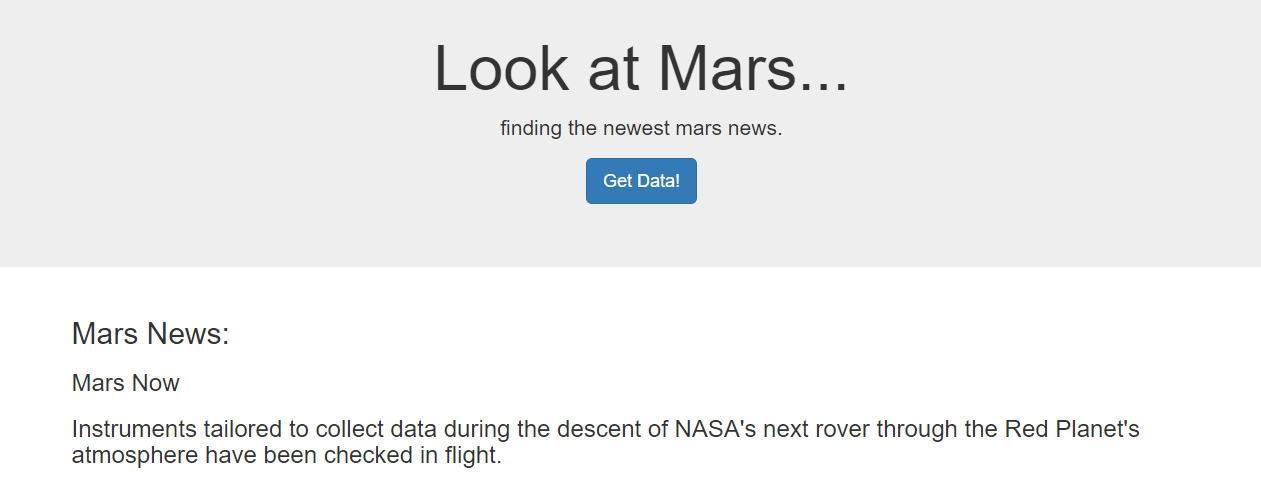 Look at Mars...
finding the newest mars news.
Get Data!
Mars News:
Mars Now
Instruments tailored to collect data during the descent of NASA's next rover through the Red Planet's
atmosphere have been checked in flight.